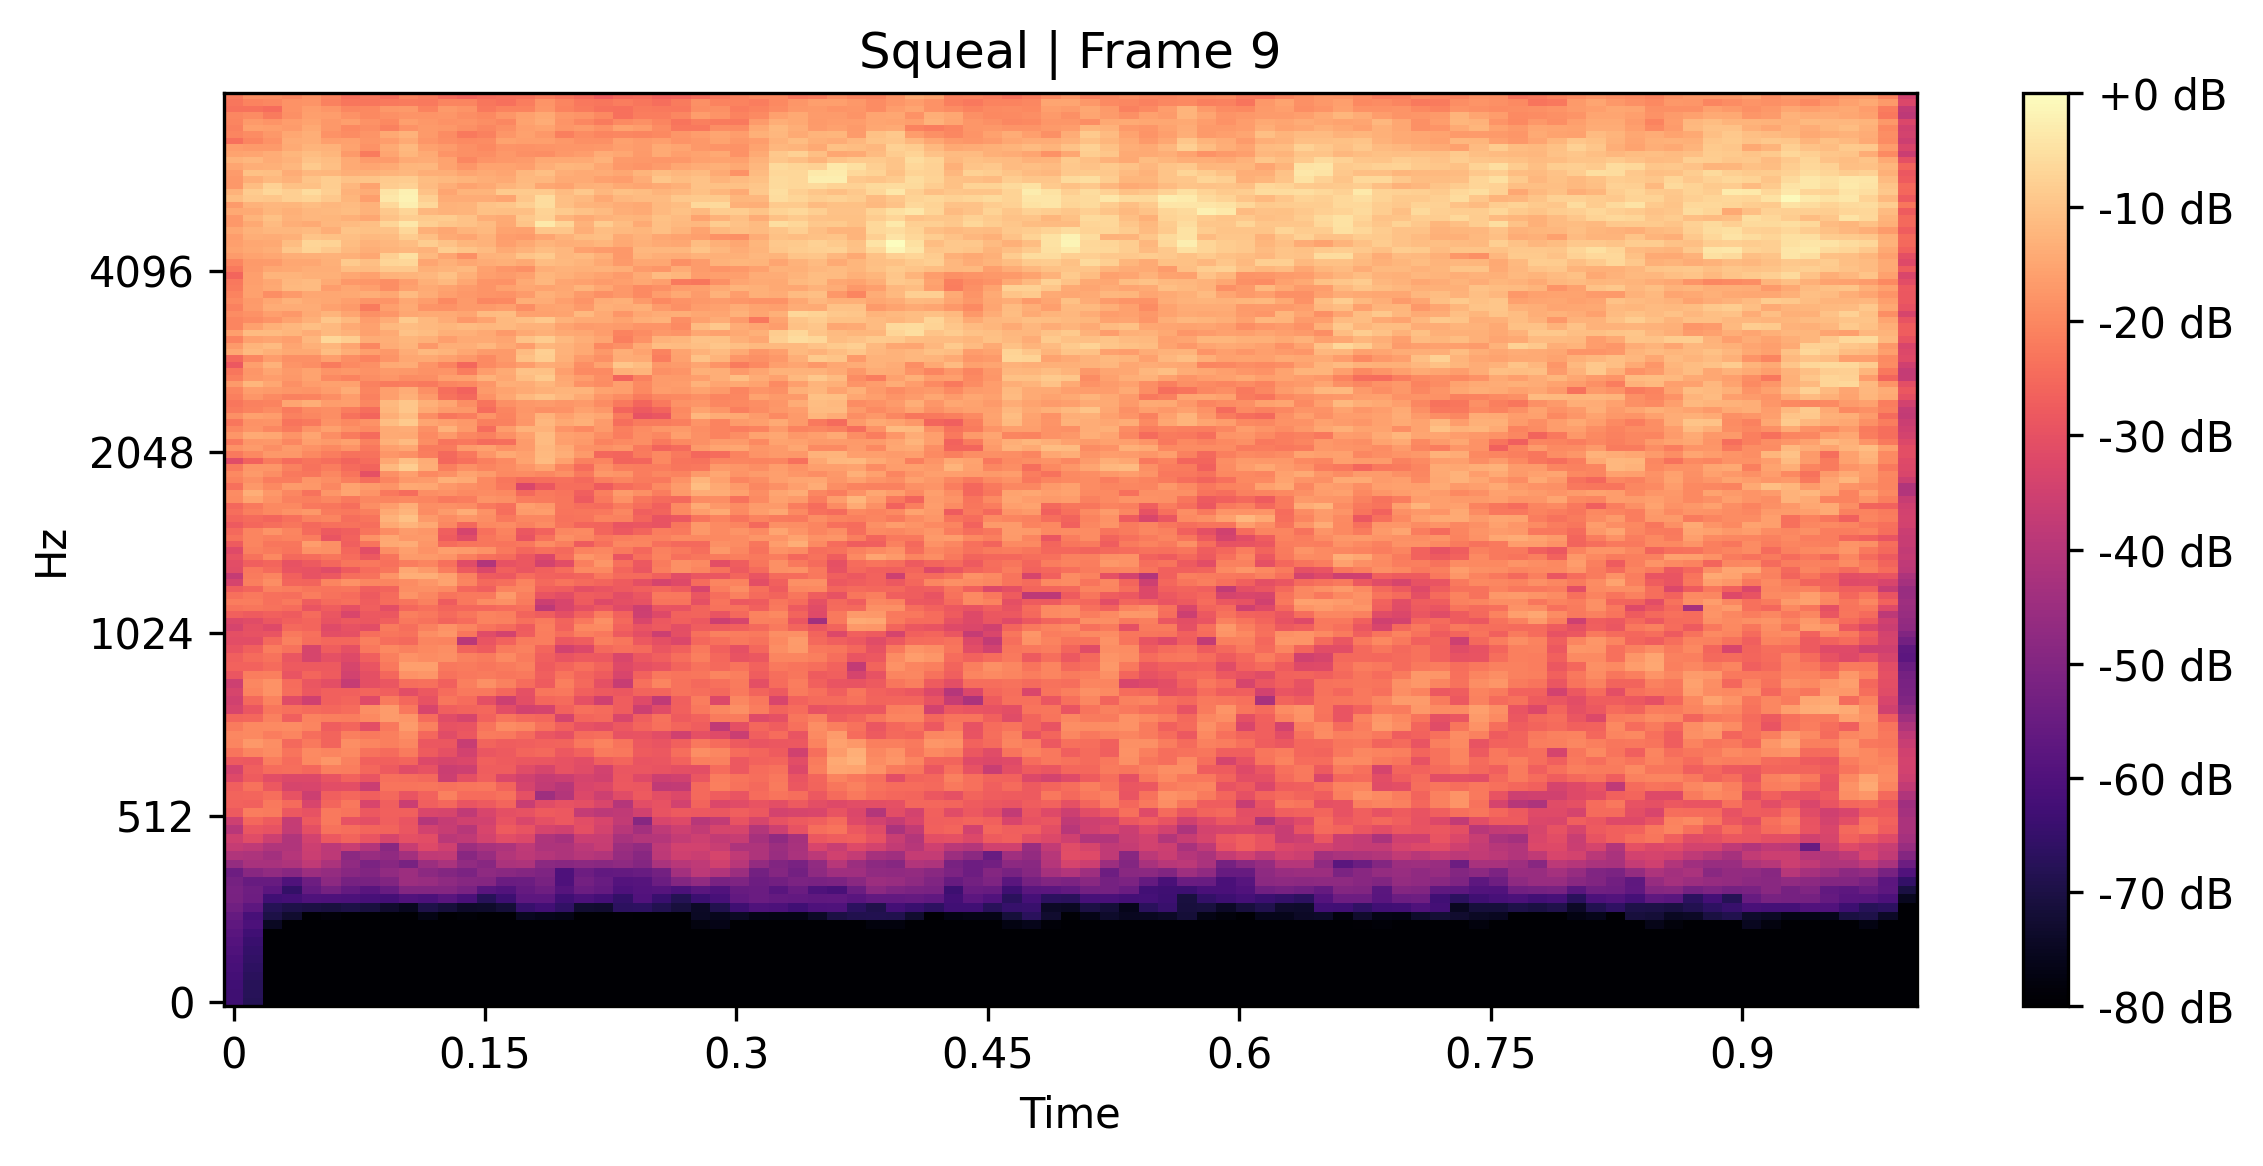 Squeal | Frame 9
Hz
4096
2048
1024
512
0
0 0.15 0.3 0.45 0.6 0.75 0.9
Time
+0 dB
-10 dB
-20 dB
-30 dB
-40 dB
-50 dB
-60 dB
-70 dB
-80 dB